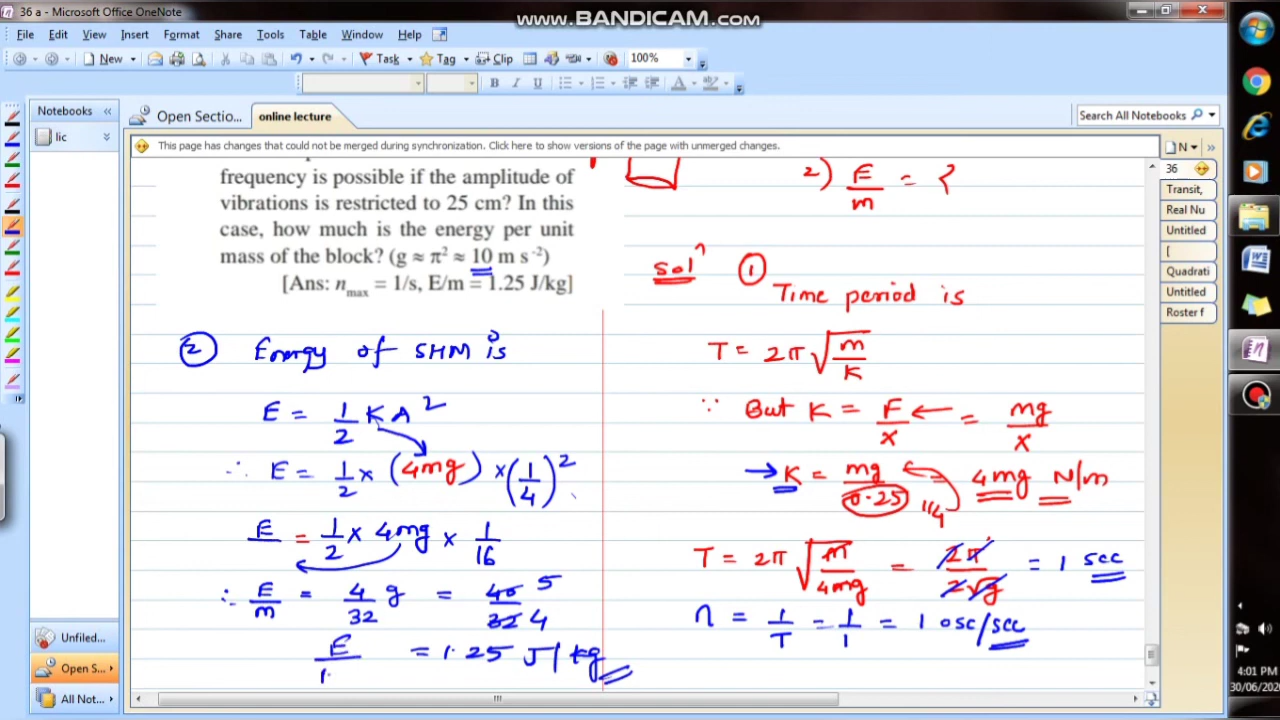 36 a - Microsoft Office OneNote
www.BANDICAM.com
File Edit View Insert Format Share Tools Table Window Help
New Task Tag Clip 100%
B I U
Notebooks «
lic
Open Sectio... online lecture
Search All Notebooks
This page has changes that could not be merged during synchronization. Click here to show versions of the page with unmerged changes.
N »
36
Transit,
Real Nu
Untitled
[
Quadrati
Untitled
Roster f
frequency is possible if the amplitude of
vibrations is restricted to 25 cm? In this
case, how much is the energy per unit
mass of the block? (g ≈ π² ≈ 10 m s⁻²)
[Ans: n_max = 1/s, E/m = 1.25 J/kg]
2) E/m = ?
② Energy of SHM is
E = 1/2 K A²
∴ E = 1/2 × (4mg) × (1/4)²
E = 1/2 × 4mg × 1/16
∴ E/m = 4/32 g = 40/32 5/4
E = 1.25 J/kg
Solⁿ ①
Time period is
T = 2π √(m/K)
∵ But K = F/x ← = mg/x
→ K = mg/0.25 = 4mg N/m
1/4
T = 2π √(m/4mg) = 2π/2√g = 1 sec
n = 1/T = 1/1 = 1 osc/sec
Unfiled...
Open S...
All Not...
4:01 PM
30/06/202